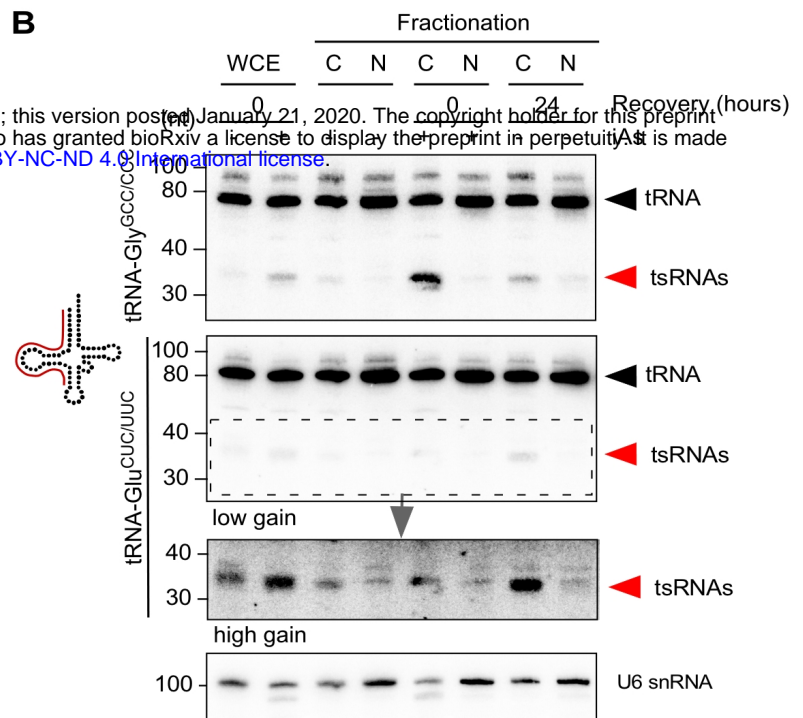 B
Fractionation
WCE C N C N C N
0 0 24 Recovery (hours)
; this version posted January 21, 2020. The copyright holder for this preprint
(nt)
o has granted bioRxiv a license to display the preprint in perpetuity. It is made
- + - - + + - - iAs
BY-NC-ND 4.0 International license.
100
80
40
30
tRNA-Gly GCC/CCC
tRNA
tsRNAs
100
80
40
30
tRNA-Glu CUC/UUC
tRNA
tsRNAs
low gain
40
30
tsRNAs
high gain
100
U6 snRNA